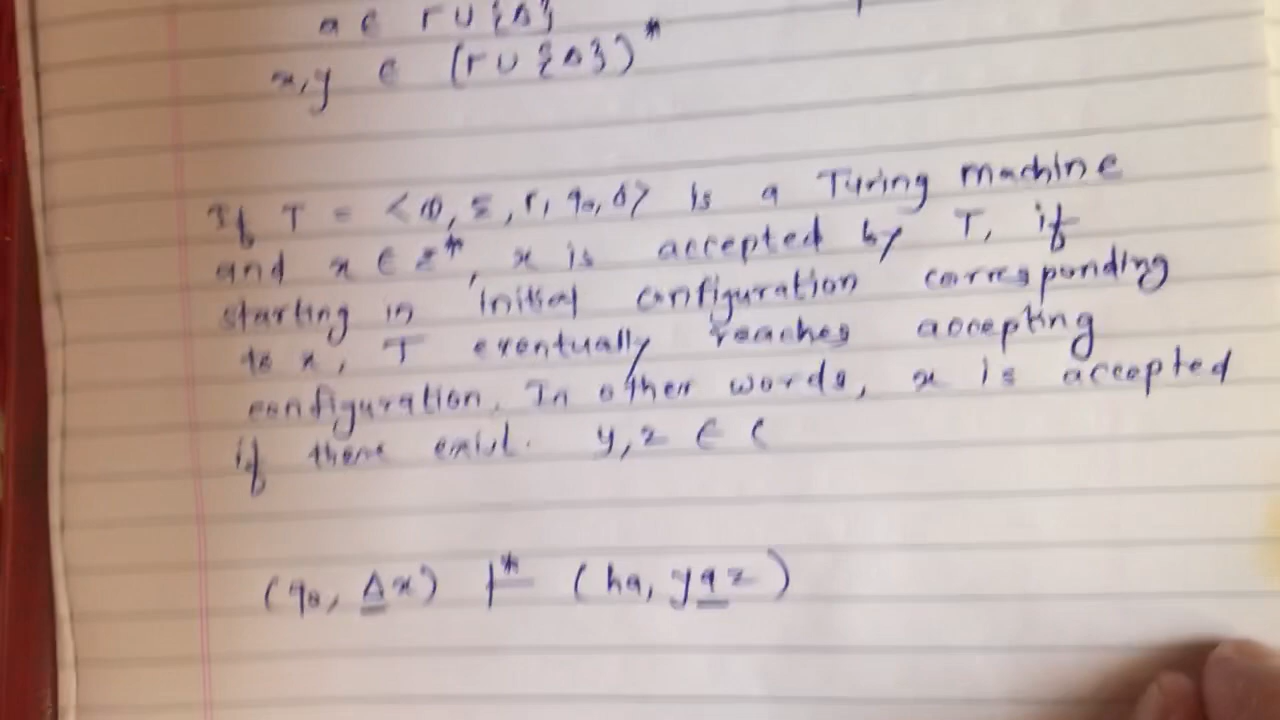 a ∈ Γ ∪ {Δ}
x,y ∈ (Γ ∪ {Δ})*
If T = <Q, Σ, Γ, q0, δ> is a Turing machine
and x ∈ Σ*, x is accepted by T, if
starting in initial configuration corresponding
to x, T eventually reaches accepting
configuration. In other words, x is accepted
if there exist. y,z ∈ (
(q0, Δx) ⊢* (ha, yaz)